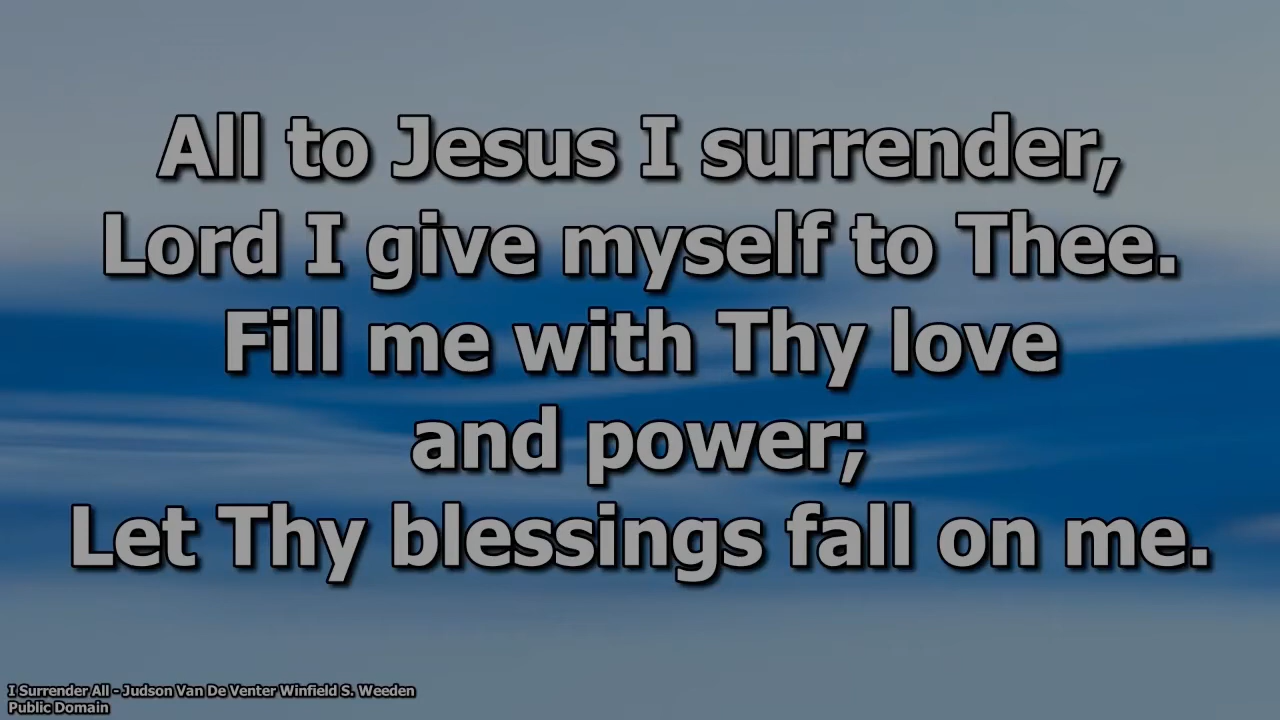 All to Jesus I surrender,
Lord I give myself to Thee.
Fill me with Thy love
and power;
Let Thy blessings fall on me.
I Surrender All - Judson Van De Venter Winfield S. Weeden
Public Domain